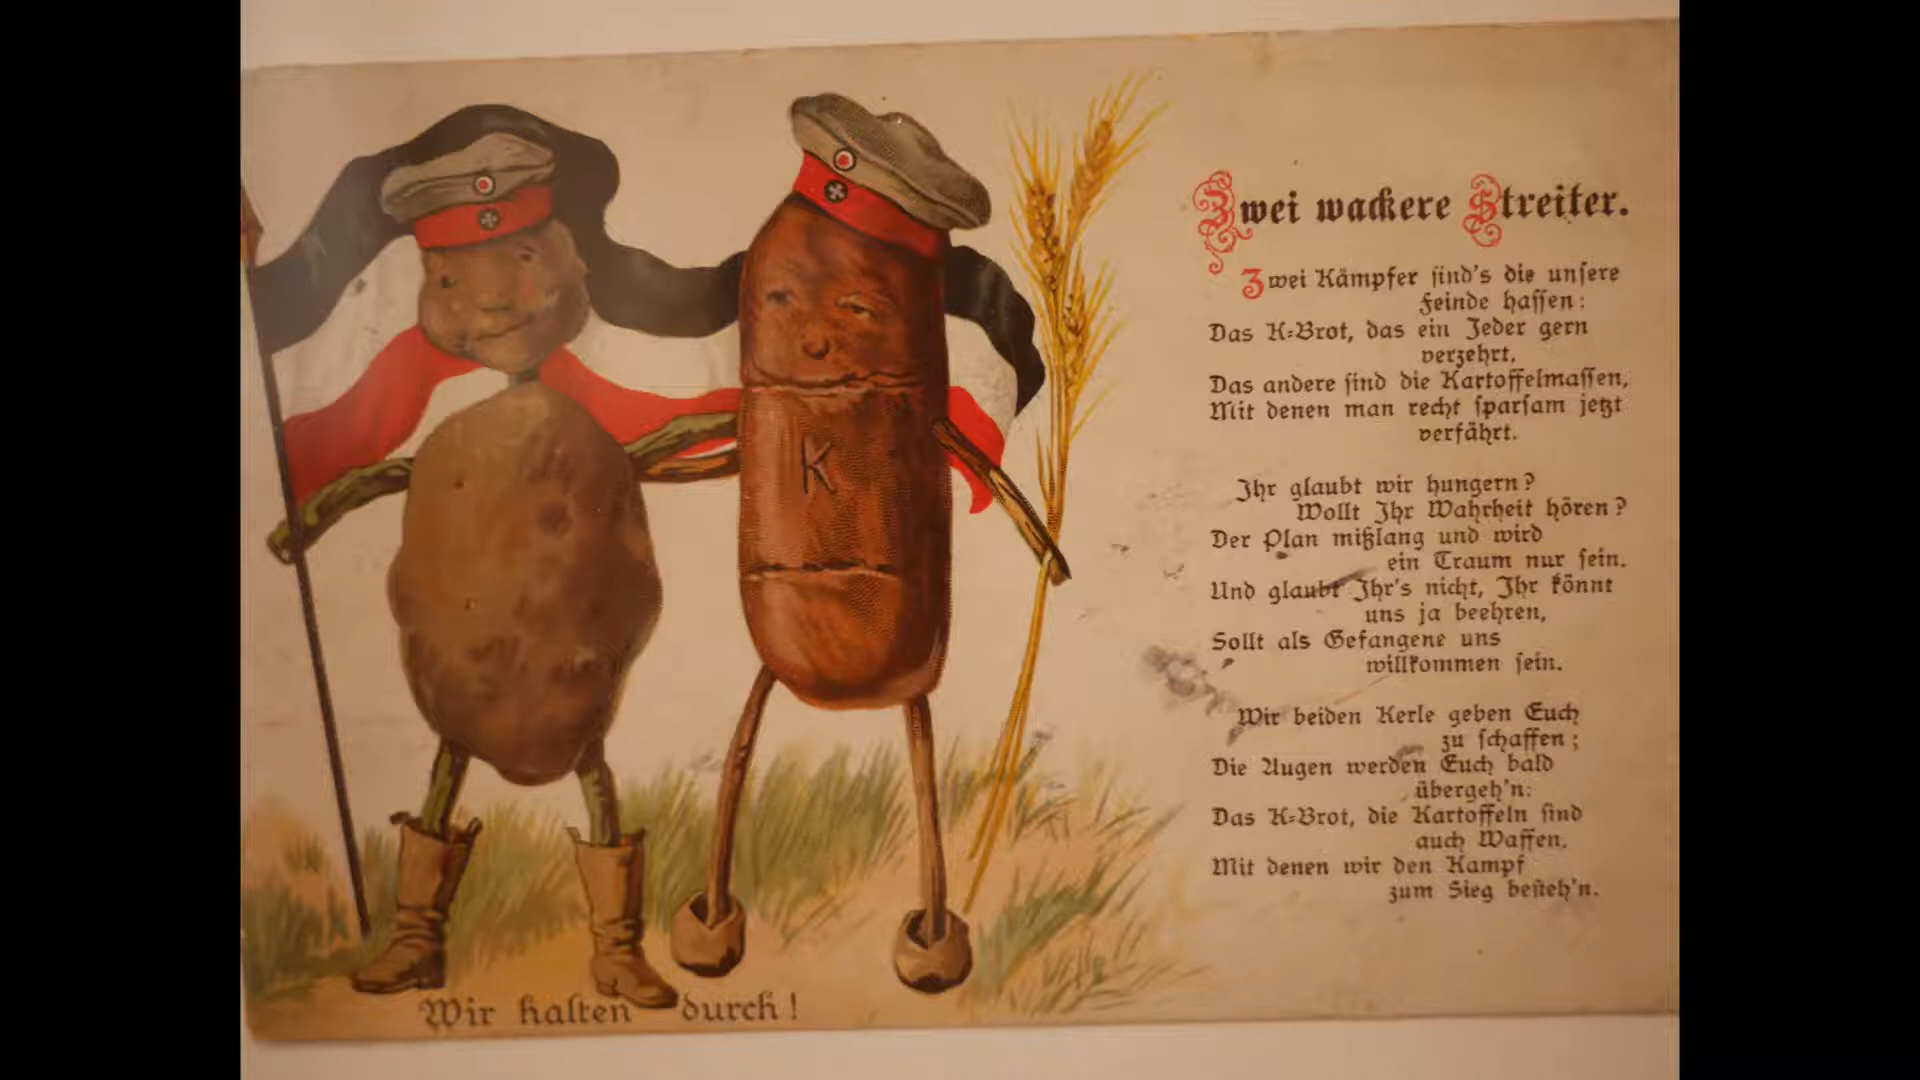 K
Wir halten durch!
Zwei wackere Streiter.
Zwei Kämpfer sind's die unsere
Feinde hassen:
Das K=Brot, das ein Jeder gern
verzehrt,
Das andere sind die Kartoffelmassen,
Mit denen man recht sparsam jetzt
verfährt.
Ihr glaubt wir hungern?
Wollt Ihr Wahrheit hören?
Der Plan mißlang und wird
ein Traum nur sein.
Und glaubt Ihr's nicht, Ihr könnt
uns ja beehren,
Sollt als Gefangene uns
willkommen sein.
Wir beiden Kerle geben Euch
zu schaffen;
Die Augen werden Euch bald
übergeh'n:
Das K=Brot, die Kartoffeln sind
auch Waffen,
Mit denen wir den Kampf
zum Sieg besteh'n.